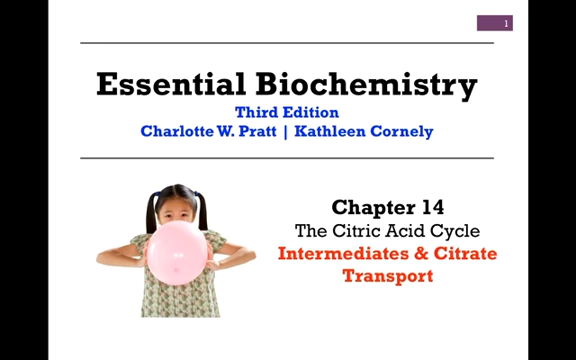 1
Essential Biochemistry
Third Edition
Charlotte W. Pratt | Kathleen Cornely
Chapter 14
The Citric Acid Cycle
Intermediates & Citrate
Transport